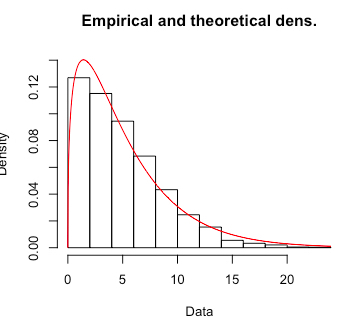 Empirical and theoretical dens.
Density
0.00 0.04 0.08 0.12
0 5 10 15 20
Data